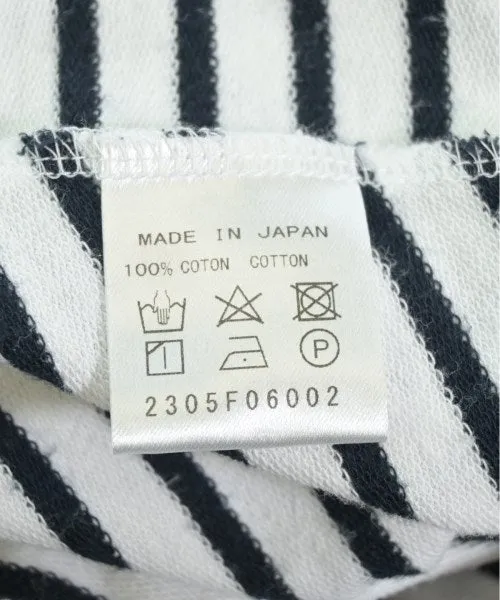 MADE IN JAPAN
100% COTON COTTON
P
2305F06002